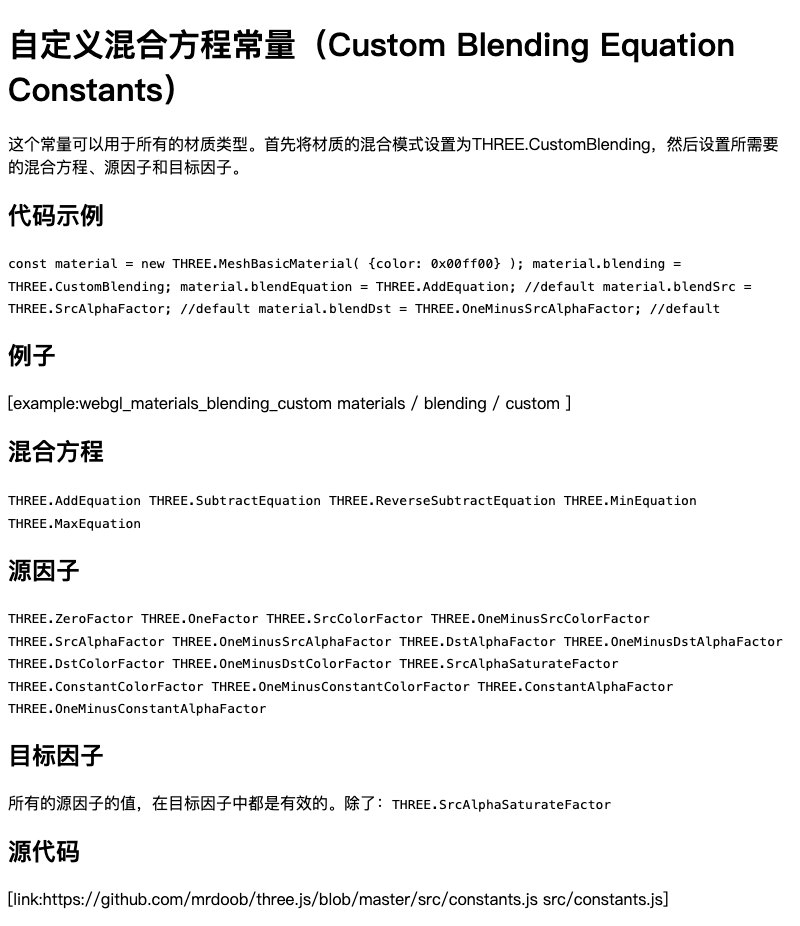 自定义混合方程常量（Custom Blending Equation
Constants）
这个常量可以用于所有的材质类型。首先将材质的混合模式设置为THREE.CustomBlending，然后设置所需要
的混合方程、源因子和目标因子。
代码示例
const material = new THREE.MeshBasicMaterial( {color: 0x00ff00} ); material.blending =
THREE.CustomBlending; material.blendEquation = THREE.AddEquation; //default material.blendSrc =
THREE.SrcAlphaFactor; //default material.blendDst = THREE.OneMinusSrcAlphaFactor; //default
例子
[example:webgl_materials_blending_custom materials / blending / custom ]
混合方程
THREE.AddEquation THREE.SubtractEquation THREE.ReverseSubtractEquation THREE.MinEquation
THREE.MaxEquation
源因子
THREE.ZeroFactor THREE.OneFactor THREE.SrcColorFactor THREE.OneMinusSrcColorFactor
THREE.SrcAlphaFactor THREE.OneMinusSrcAlphaFactor THREE.DstAlphaFactor THREE.OneMinusDstAlphaFactor
THREE.DstColorFactor THREE.OneMinusDstColorFactor THREE.SrcAlphaSaturateFactor
THREE.ConstantColorFactor THREE.OneMinusConstantColorFactor THREE.ConstantAlphaFactor
THREE.OneMinusConstantAlphaFactor
目标因子
所有的源因子的值，在目标因子中都是有效的。除了：THREE.SrcAlphaSaturateFactor
源代码
[link:https://github.com/mrdoob/three.js/blob/master/src/constants.js src/constants.js]